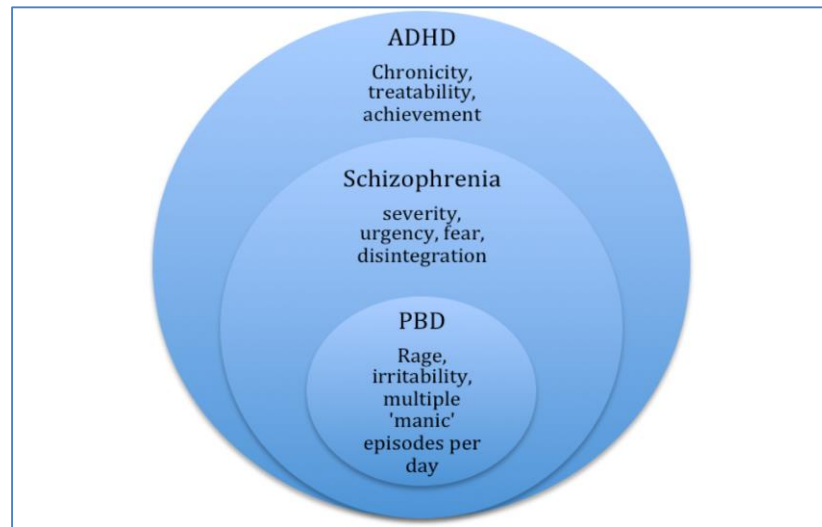 ADHD
Chronicity,
treatability,
achievement
Schizophrenia
severity,
urgency, fear,
disintegration
PBD
Rage,
irritability,
multiple
'manic'
episodes per
day